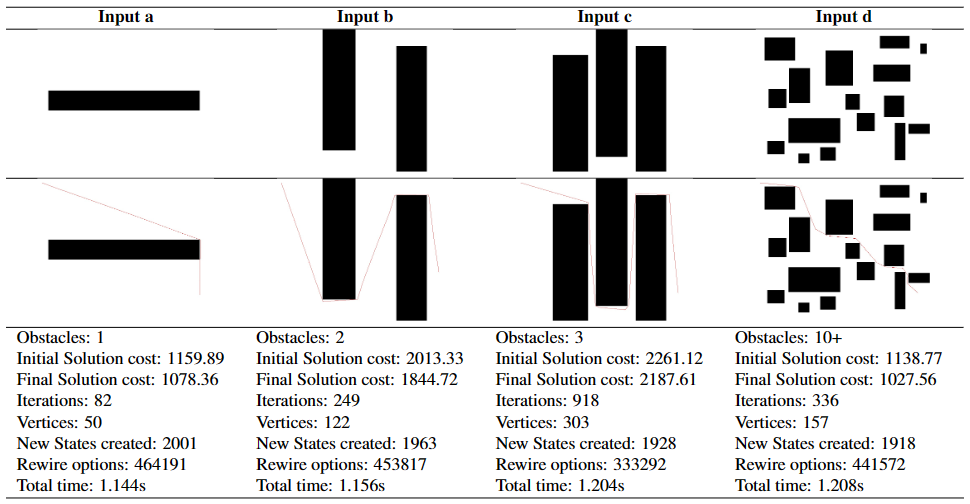 Input a Input b Input c Input d
Obstacles: 1 Obstacles: 2 Obstacles: 3 Obstacles: 10+
Initial Solution cost: 1159.89 Initial Solution cost: 2013.33 Initial Solution cost: 2261.12 Initial Solution cost: 1138.77
Final Solution cost: 1078.36 Final Solution cost: 1844.72 Final Solution cost: 2187.61 Final Solution cost: 1027.56
Iterations: 82 Iterations: 249 Iterations: 918 Iterations: 336
Vertices: 50 Vertices: 122 Vertices: 303 Vertices: 157
New States created: 2001 New States created: 1963 New States created: 1928 New States created: 1918
Rewire options: 464191 Rewire options: 453817 Rewire options: 333292 Rewire options: 441572
Total time: 1.144s Total time: 1.156s Total time: 1.204s Total time: 1.208s